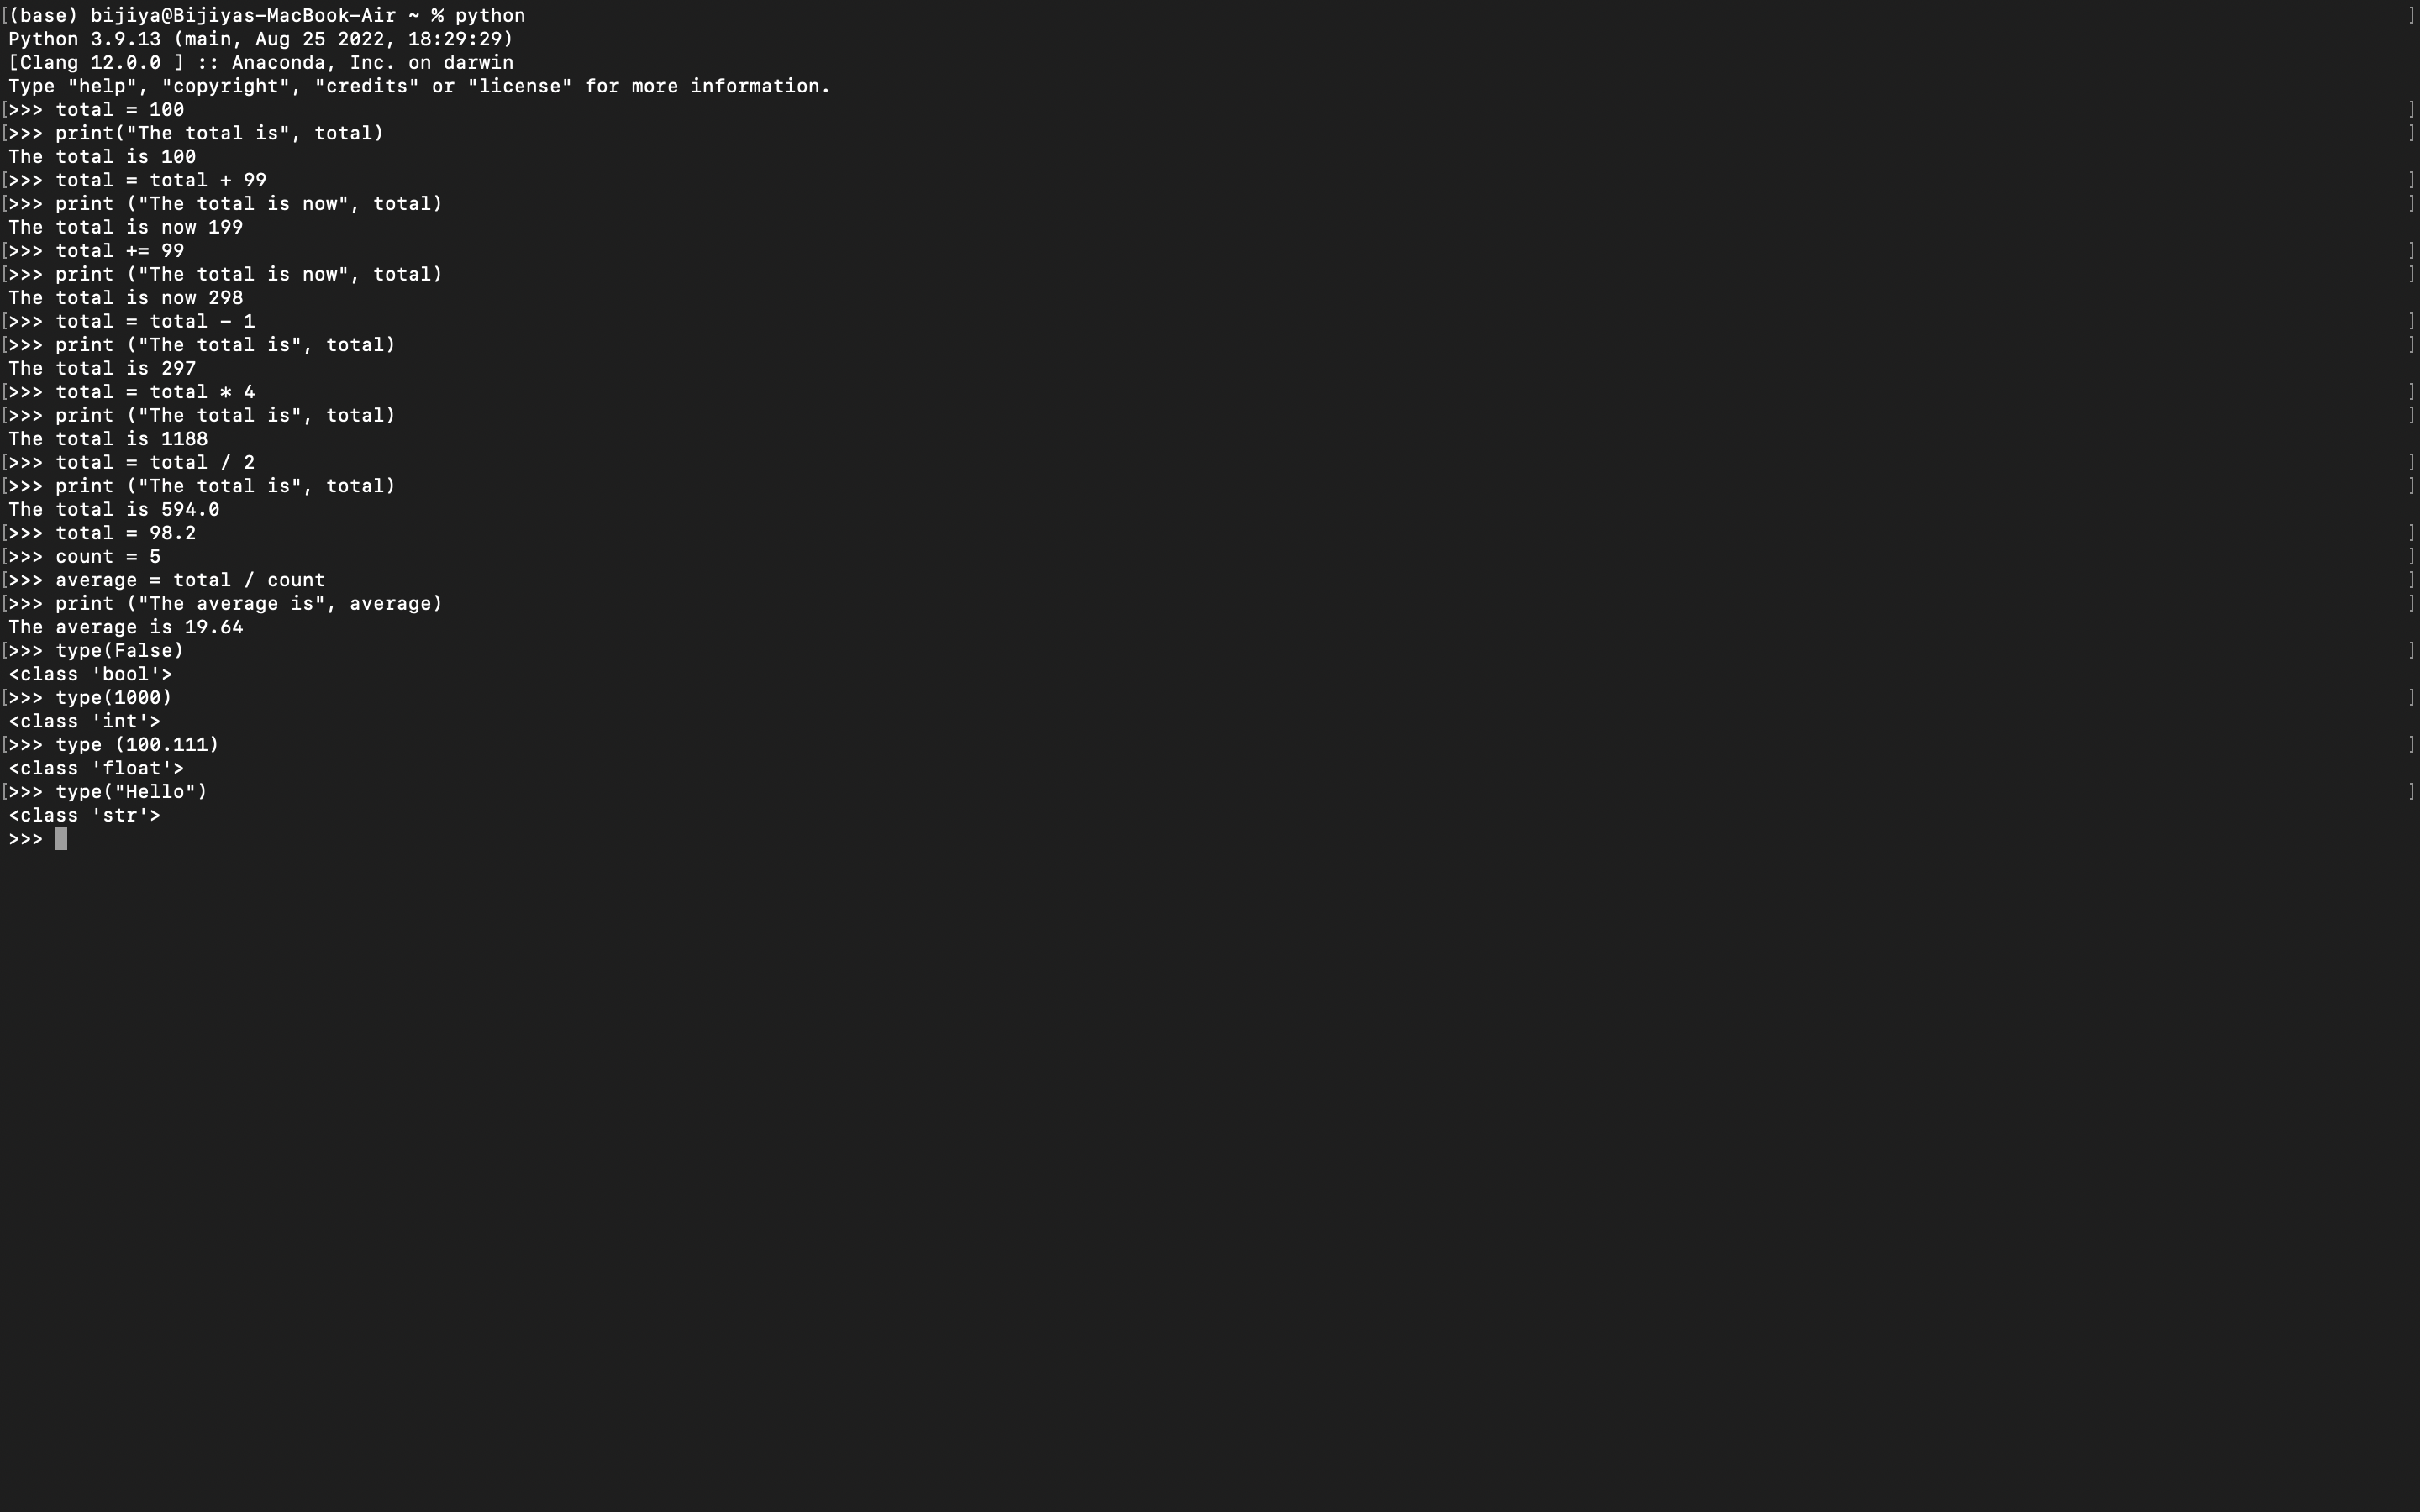 [(base) bijiya@Bijiyas-MacBook-Air ~ % python ]
Python 3.9.13 (main, Aug 25 2022, 18:29:29)
[Clang 12.0.0 ] :: Anaconda, Inc. on darwin
Type "help", "copyright", "credits" or "license" for more information.
[>>> total = 100 ]
[>>> print("The total is", total) ]
The total is 100
[>>> total = total + 99 ]
[>>> print ("The total is now", total) ]
The total is now 199
[>>> total += 99 ]
[>>> print ("The total is now", total) ]
The total is now 298
[>>> total = total - 1 ]
[>>> print ("The total is", total) ]
The total is 297
[>>> total = total * 4 ]
[>>> print ("The total is", total) ]
The total is 1188
[>>> total = total / 2 ]
[>>> print ("The total is", total) ]
The total is 594.0
[>>> total = 98.2 ]
[>>> count = 5 ]
[>>> average = total / count ]
[>>> print ("The average is", average) ]
The average is 19.64
[>>> type(False) ]
<class 'bool'>
[>>> type(1000) ]
<class 'int'>
[>>> type (100.111) ]
<class 'float'>
[>>> type("Hello") ]
<class 'str'>
>>>